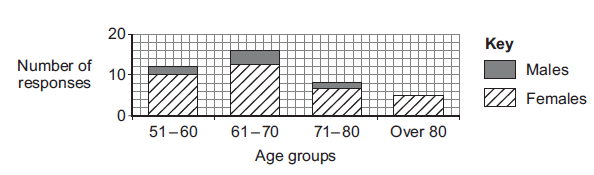 20
Number of
responses
10
0
51–60 61–70 71–80 Over 80
Age groups
Key
Males
Females